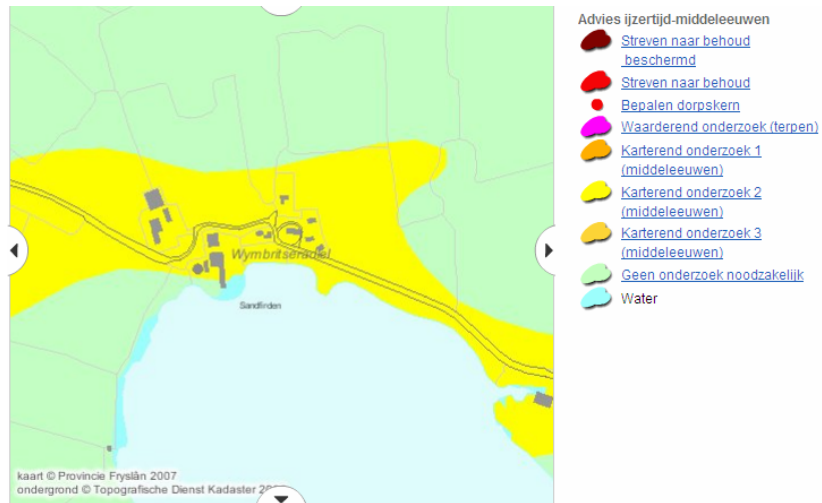 Advies ijzertijd-middeleeuwen
Streven naar behoud
beschermd
Streven naar behoud
Bepalen dorpskern
Waarderend onderzoek (terpen)
Karterend onderzoek 1
(middeleeuwen)
Karterend onderzoek 2
(middeleeuwen)
Karterend onderzoek 3
(middeleeuwen)
Geen onderzoek noodzakelijk
Water
Wymbritseradiel
Sandfirden
kaart © Provincie Fryslân 2007
ondergrond © Topografische Dienst Kadaster